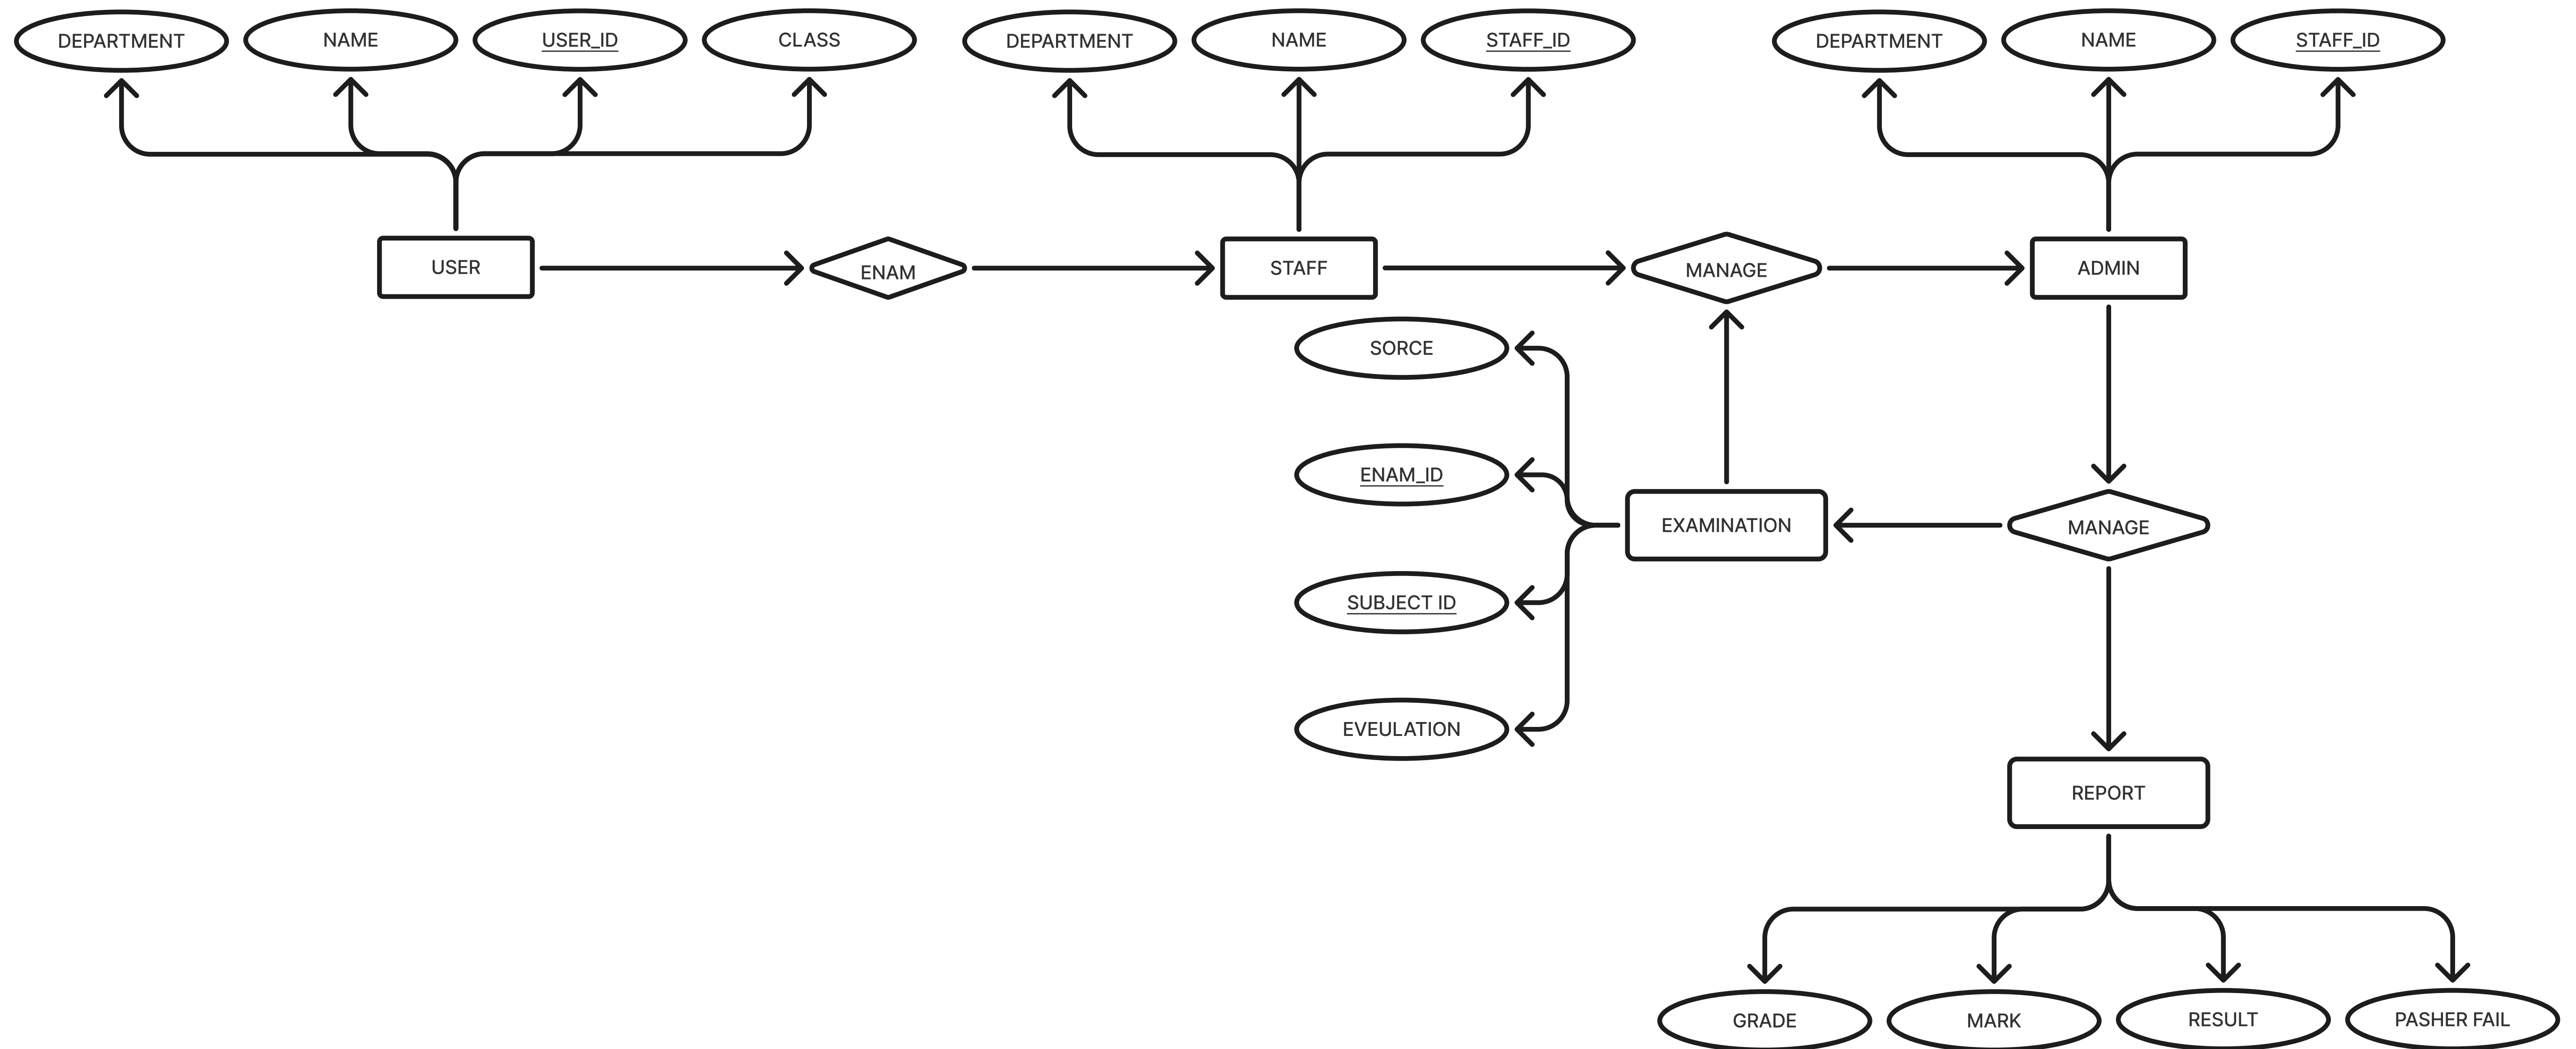 DEPARTMENT
NAME
USER_ID
CLASS
DEPARTMENT
NAME
STAFF_ID
DEPARTMENT
NAME
STAFF_ID
USER
ENAM
STAFF
MANAGE
ADMIN
SORCE
ENAM_ID
SUBJECT ID
EVEULATION
EXAMINATION
MANAGE
REPORT
GRADE
MARK
RESULT
PASHER FAIL